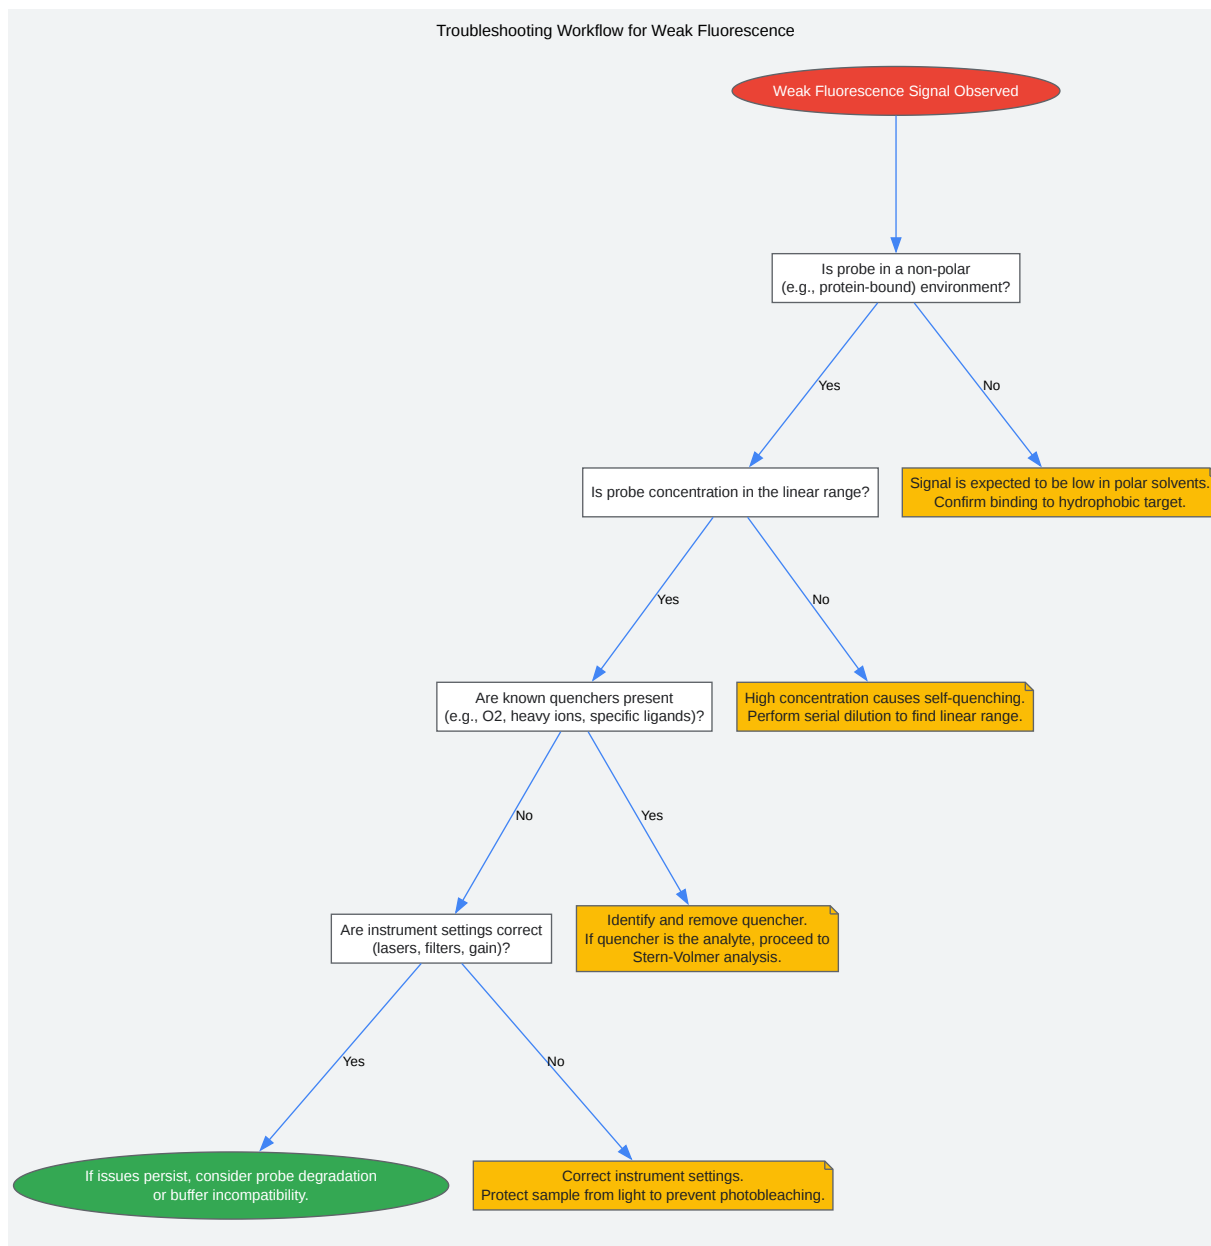 Troubleshooting Workflow for Weak Fluorescence
Weak Fluorescence Signal Observed
Is probe in a non-polar
(e.g., protein-bound) environment?
Yes
No
Is probe concentration in the linear range?
Signal is expected to be low in polar solvents.
Confirm binding to hydrophobic target.
Yes
No
Are known quenchers present
(e.g., O2, heavy ions, specific ligands)?
High concentration causes self-quenching.
Perform serial dilution to find linear range.
No
Yes
Are instrument settings correct
(lasers, filters, gain)?
Identify and remove quencher.
If quencher is the analyte, proceed to
Stern-Volmer analysis.
Yes
No
If issues persist, consider probe degradation
or buffer incompatibility.
Correct instrument settings.
Protect sample from light to prevent photobleaching.